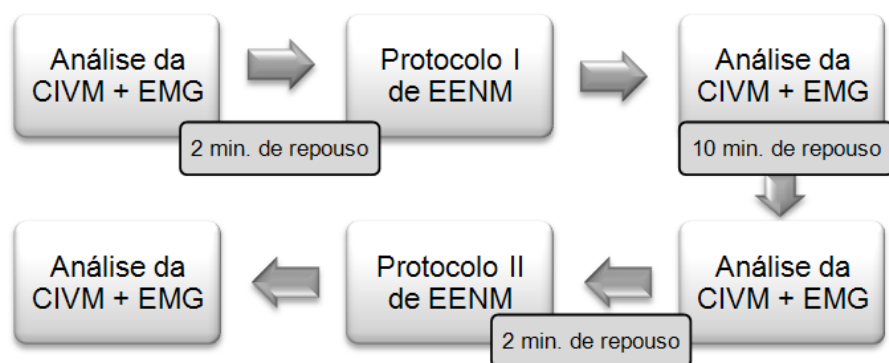 Análise da
CIVM + EMG
2 min. de repouso
Protocolo I
de EENM
Análise da
CIVM + EMG
10 min. de repouso
Análise da
CIVM + EMG
2 min. de repouso
Protocolo II
de EENM
Análise da
CIVM + EMG